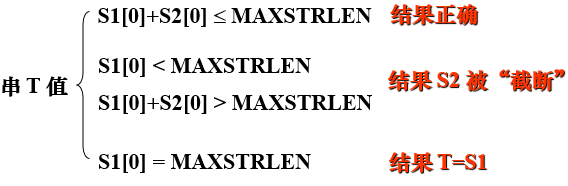 S1[0]+S2[0] ≤ MAXSTRLEN 结果正确
S1[0] < MAXSTRLEN
串 T 值
结果 S2 被“截断”
S1[0]+S2[0] > MAXSTRLEN
S1[0] = MAXSTRLEN 结果 T=S1